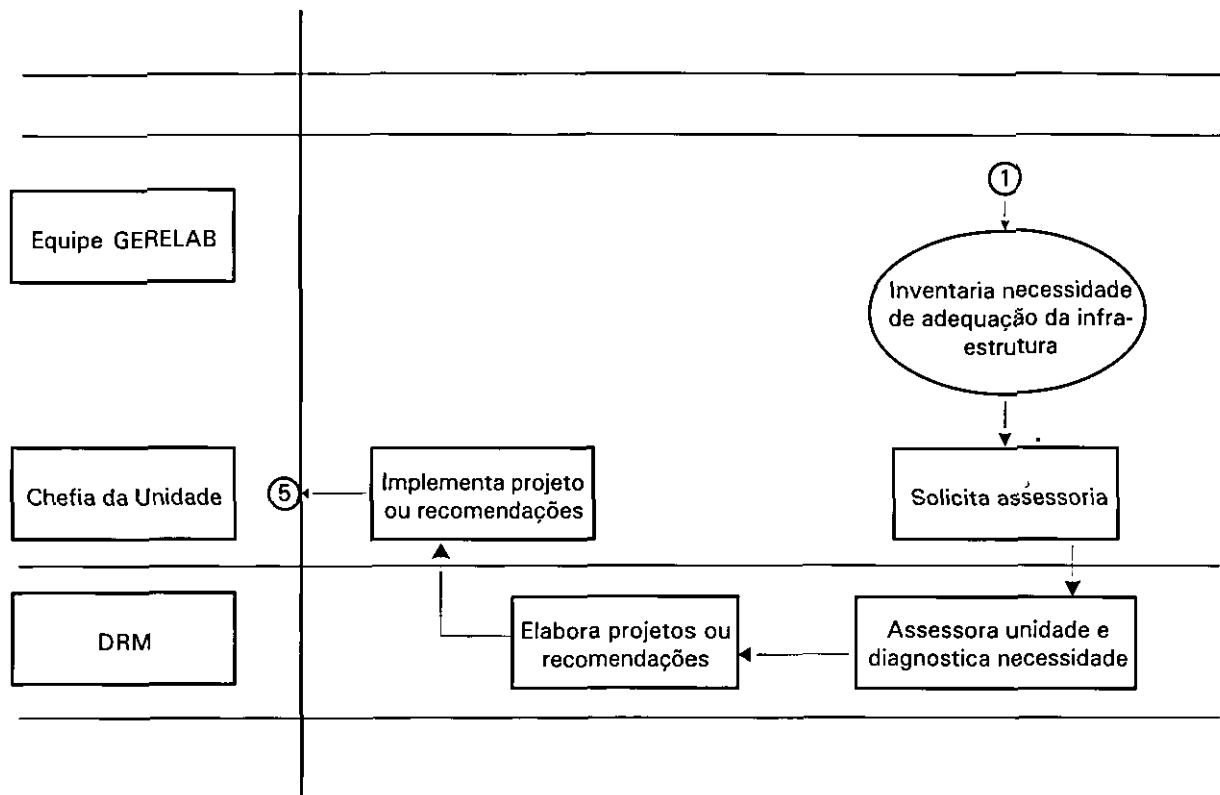 1
Equipe GERELAB
Inventaria necessidade
de adequação da infra-
estrutura
Chefia da Unidade
5
Implementa projeto
ou recomendações
Solicita assessoria
DRM
Elabora projetos ou
recomendações
Assessora unidade e
diagnostica necessidade